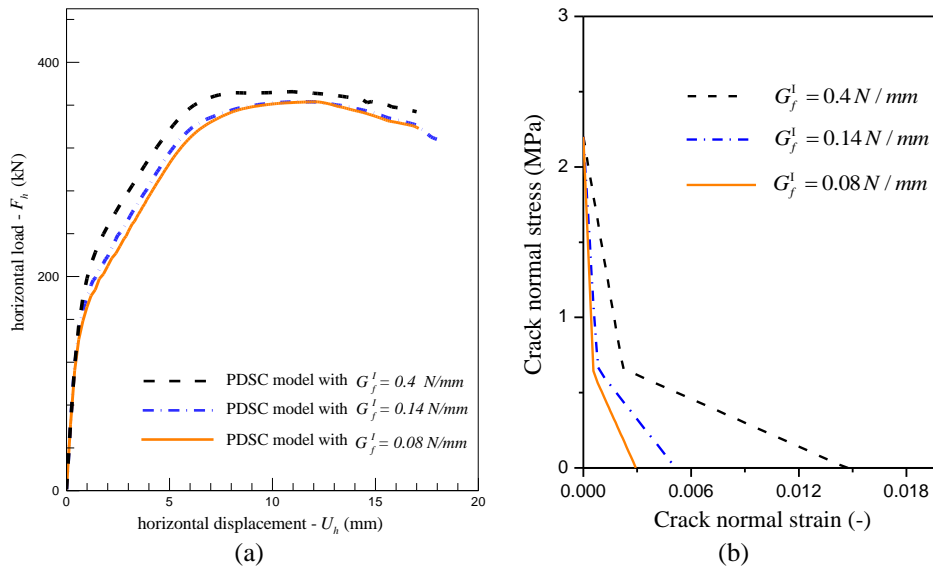 400
200
0
0
5
10
15
20
horizontal load - F_h (kN)
horizontal displacement - U_h (mm)
PDSC model with G_f^I = 0.4 N/mm
PDSC model with G_f^I = 0.14 N/mm
PDSC model with G_f^I = 0.08 N/mm
(a)
3
2
1
0
0.000
0.006
0.012
0.018
Crack normal stress (MPa)
Crack normal strain (-)
G_f^I = 0.4 N / mm
G_f^I = 0.14 N / mm
G_f^I = 0.08 N / mm
(b)